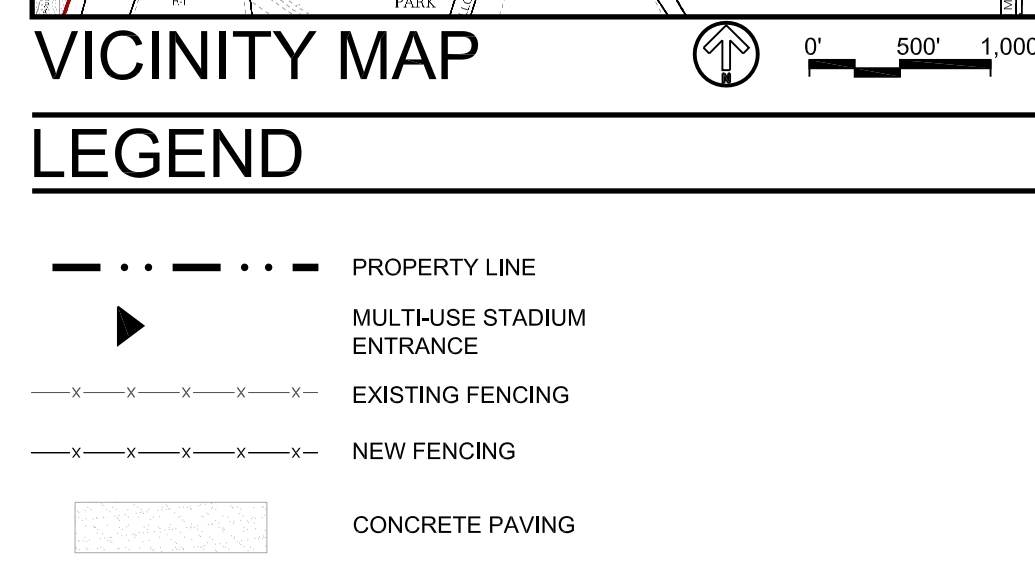 R-1
PARK
VICINITY MAP
N
0' 500' 1,000
LEGEND
PROPERTY LINE
MULTI-USE STADIUM
ENTRANCE
X X X X X
EXISTING FENCING
X X X X X
NEW FENCING
CONCRETE PAVING